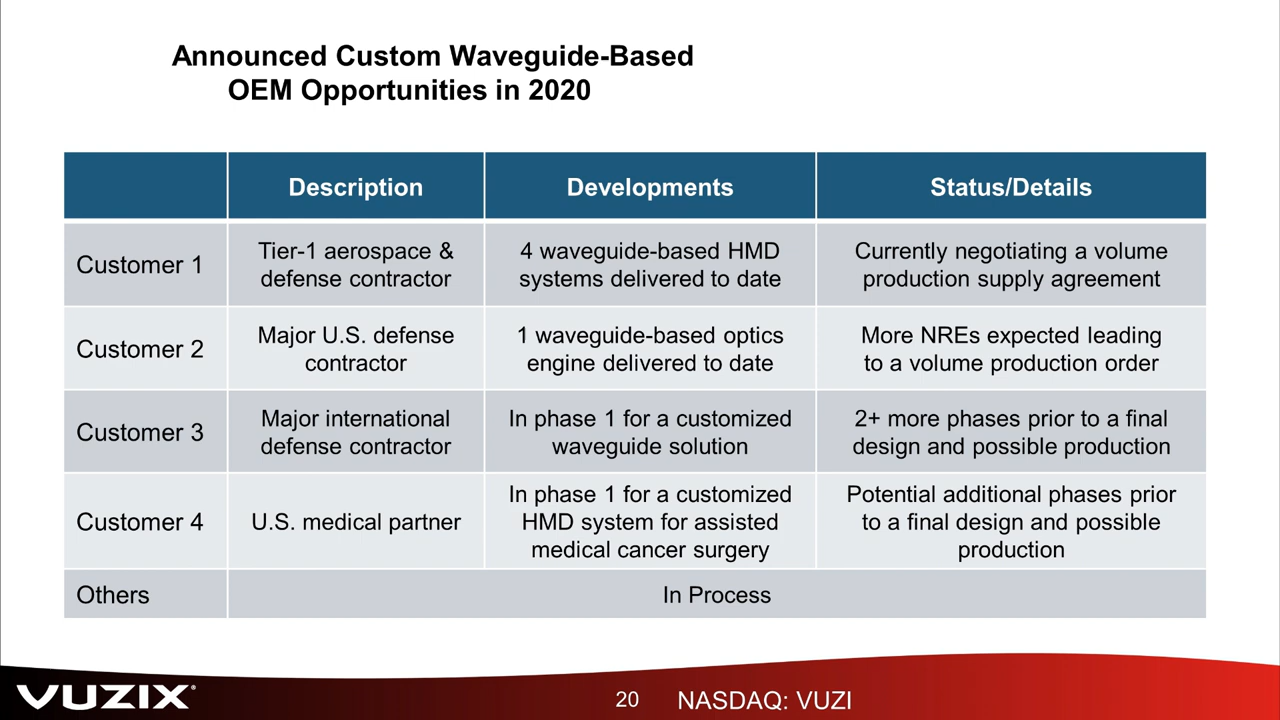 Announced Custom Waveguide-Based
OEM Opportunities in 2020
Description
Developments
Status/Details
Customer 1
Tier-1 aerospace &
defense contractor
4 waveguide-based HMD
systems delivered to date
Currently negotiating a volume
production supply agreement
Customer 2
Major U.S. defense
contractor
1 waveguide-based optics
engine delivered to date
More NREs expected leading
to a volume production order
Customer 3
Major international
defense contractor
In phase 1 for a customized
waveguide solution
2+ more phases prior to a final
design and possible production
Customer 4
U.S. medical partner
In phase 1 for a customized
HMD system for assisted
medical cancer surgery
Potential additional phases prior
to a final design and possible
production
Others
In Process
VUZIX®
20
NASDAQ: VUZI